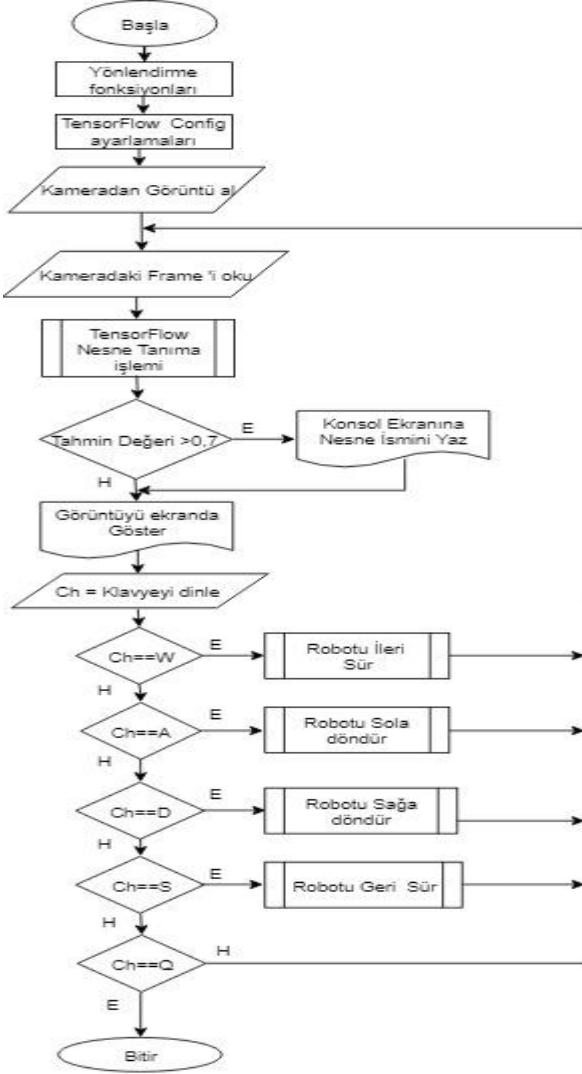 Başla
Yönlendirme
fonksiyonları
TensorFlow Config
ayarlamaları
Kameradan Görüntü al
Kameradaki Frame 'i oku
TensorFlow
Nesne Tanıma
işlemi
Tahmin Değeri >0,7
E
Konsol Ekranına
Nesne İsmini Yaz
H
Görüntüyü ekranda
Göster
Ch = Klavyeyi dinle
Ch==W
E
Robotu İleri
Sür
H
Ch==A
E
Robotu Sola
döndür
H
Ch==D
E
Robotu Sağa
döndür
H
Ch==S
E
Robotu Geri Sür
H
Ch==Q
H
E
Bitir